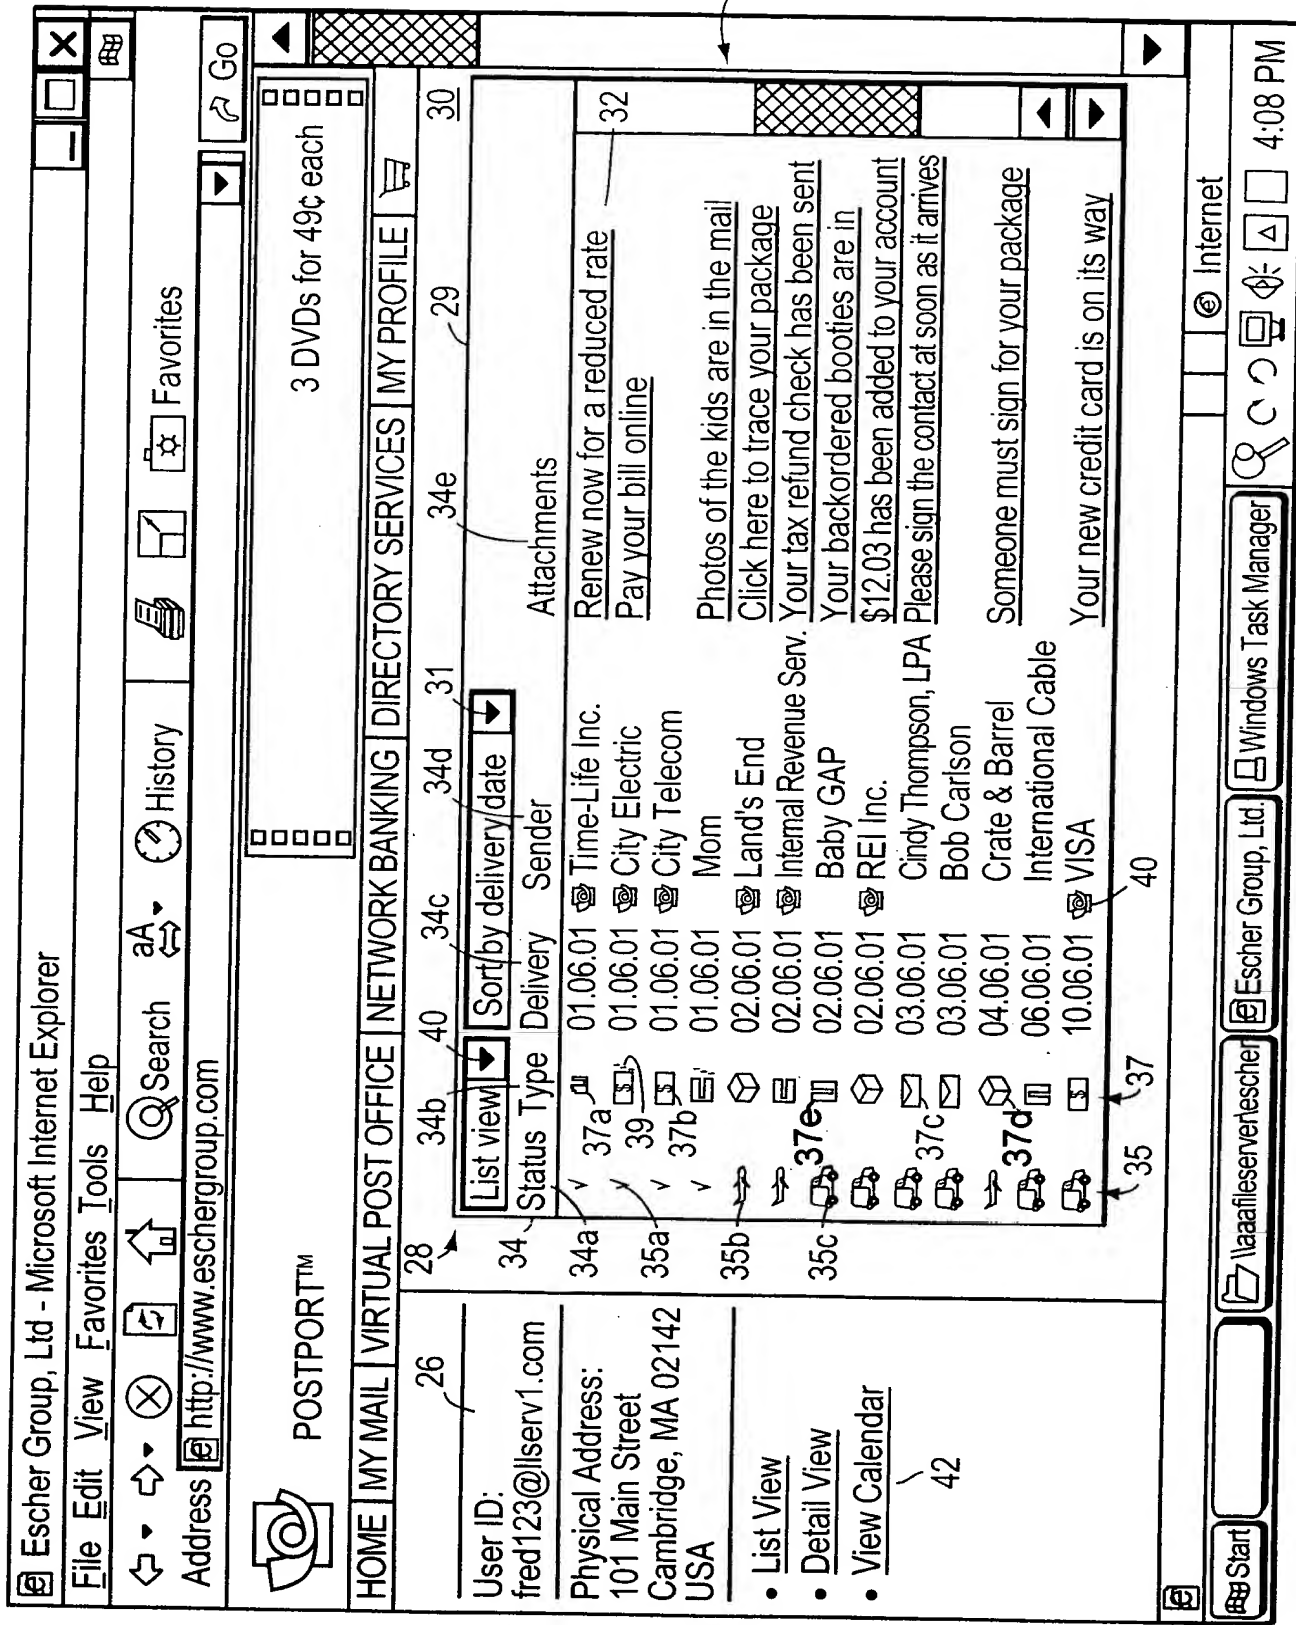 Escher Group, Ltd - Microsoft Internet Explorer
File Edit View Favorites Tools Help
Search aA History Favorites
Address http://www.eschergroup.com Go
POSTPORT™ 3 DVDs for 49¢ each
HOME | MY MAIL | VIRTUAL POST OFFICE | NETWORK BANKING | DIRECTORY SERVICES | MY PROFILE
26 28 34b 40 34c 34d 31 34e 29 30
User ID:
fred123@llserv1.com
Physical Address:
101 Main Street
Cambridge, MA 02142
USA
• List View
• Detail View
• View Calendar
42
List view Sort by delivery date
34 Status Type Delivery Sender Attachments
34a 37a 01.06.01 Time-Life Inc. Renew now for a reduced rate 32
39 01.06.01 City Electric Pay your bill online
35a 37b 01.06.01 City Telecom
01.06.01 Mom Photos of the kids are in the mail
35b 02.06.01 Land's End Click here to trace your package
02.06.01 Internal Revenue Serv. Your tax refund check has been sent
35c 37e 02.06.01 Baby GAP Your backordered booties are in
02.06.01 REI Inc. $12.03 has been added to your account
03.06.01 Cindy Thompson, LPA Please sign the contact at soon as it arrives
37c 03.06.01 Bob Carlson
04.06.01 Crate & Barrel Someone must sign for your package
37d 06.06.01 International Cable
10.06.01 VISA Your new credit card is on its way
35 37 40
Internet
Start \\aaafileserver\escher Escher Group, Ltd. Windows Task Manager 4:08 PM